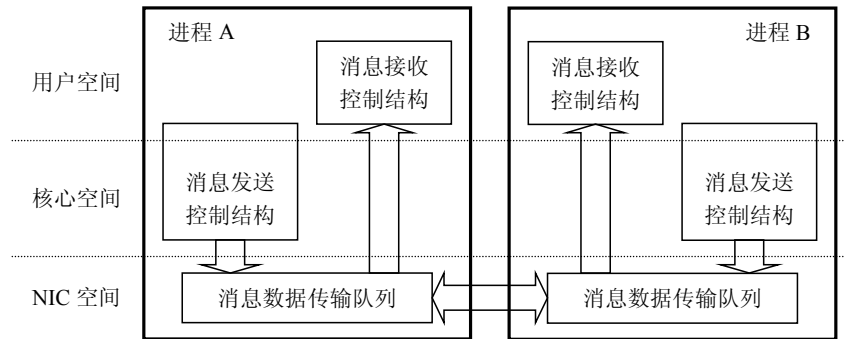 进程 A
进程 B
用户空间
消息接收
控制结构
消息接收
控制结构
核心空间
消息发送
控制结构
消息发送
控制结构
NIC 空间
消息数据传输队列
消息数据传输队列